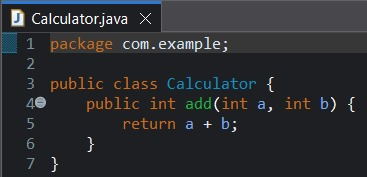 Calculator.java
1 package com.example;
2
3 public class Calculator {
4     public int add(int a, int b) {
5         return a + b;
6     }
7 }